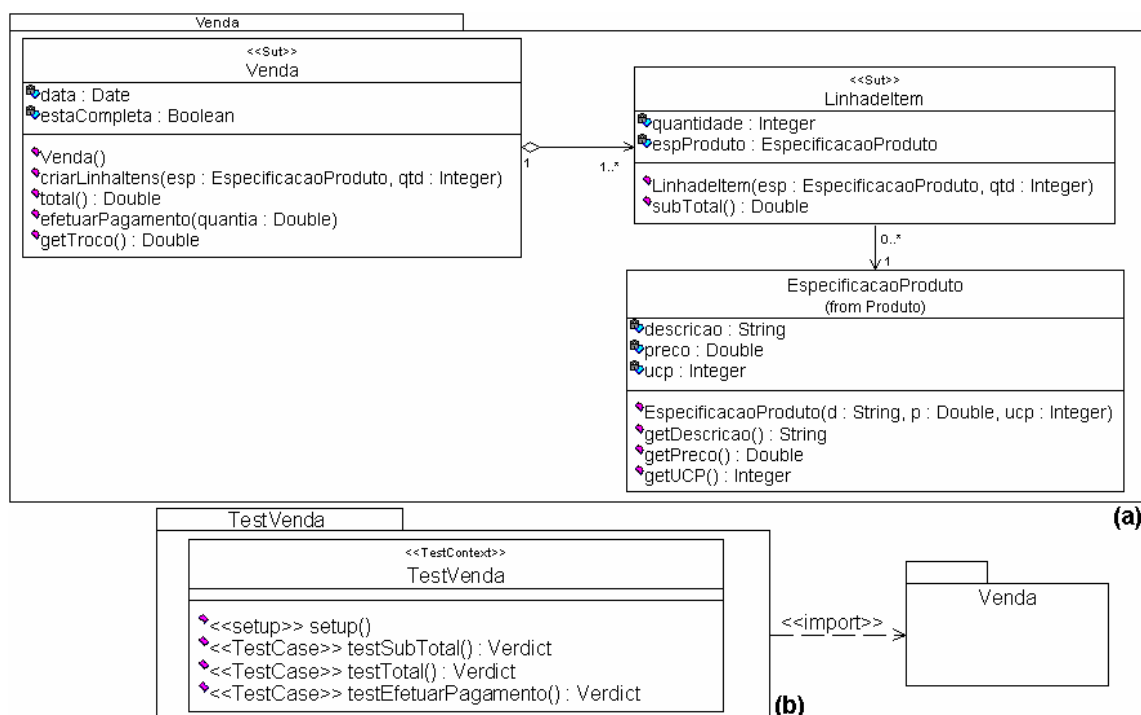 Venda
<<Sut>>
Venda
data : Date
estaCompleta : Boolean
Venda()
criarLinhaItens(esp : EspecificacaoProduto, qtd : Integer)
total() : Double
efetuarPagamento(quantia : Double)
getTroco() : Double
1
1..*
<<Sut>>
LinhadeItem
quantidade : Integer
espProduto : EspecificacaoProduto
LinhadeItem(esp : EspecificacaoProduto, qtd : Integer)
subTotal() : Double
0..*
1
EspecificacaoProduto
(from Produto)
descricao : String
preco : Double
ucp : Integer
EspecificacaoProduto(d : String, p : Double, ucp : Integer)
getDescricao() : String
getPreco() : Double
getUCP() : Integer
(a)
TestVenda
<<TestContext>>
TestVenda
<<setup>> setup()
<<TestCase>> testSubTotal() : Verdict
<<TestCase>> testTotal() : Verdict
<<TestCase>> testEfetuarPagamento() : Verdict
<<import>>
Venda
(b)